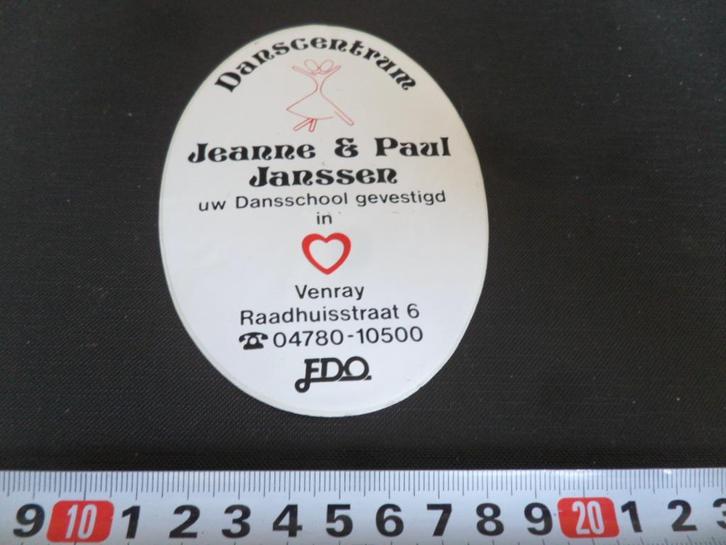 Danscentrum
Jeanne & Paul
Janssen
uw Dansschool gevestigd
in
Venray
Raadhuisstraat 6
☎ 04780-10500
FDO
9 10 1 2 3 4 5 6 7 8 9 20 1 2 3